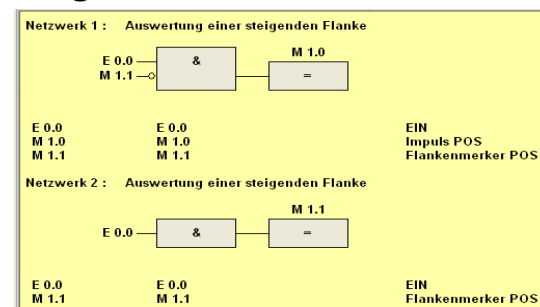 Netzwerk 1 : Auswertung einer steigenden Flanke
M 1.0
E 0.0
&
M 1.1
=
E 0.0 E 0.0 EIN
M 1.0 M 1.0 Impuls POS
M 1.1 M 1.1 Flankenmerker POS
Netzwerk 2 : Auswertung einer steigenden Flanke
M 1.1
E 0.0 & =
E 0.0 E 0.0 EIN
M 1.1 M 1.1 Flankenmerker POS